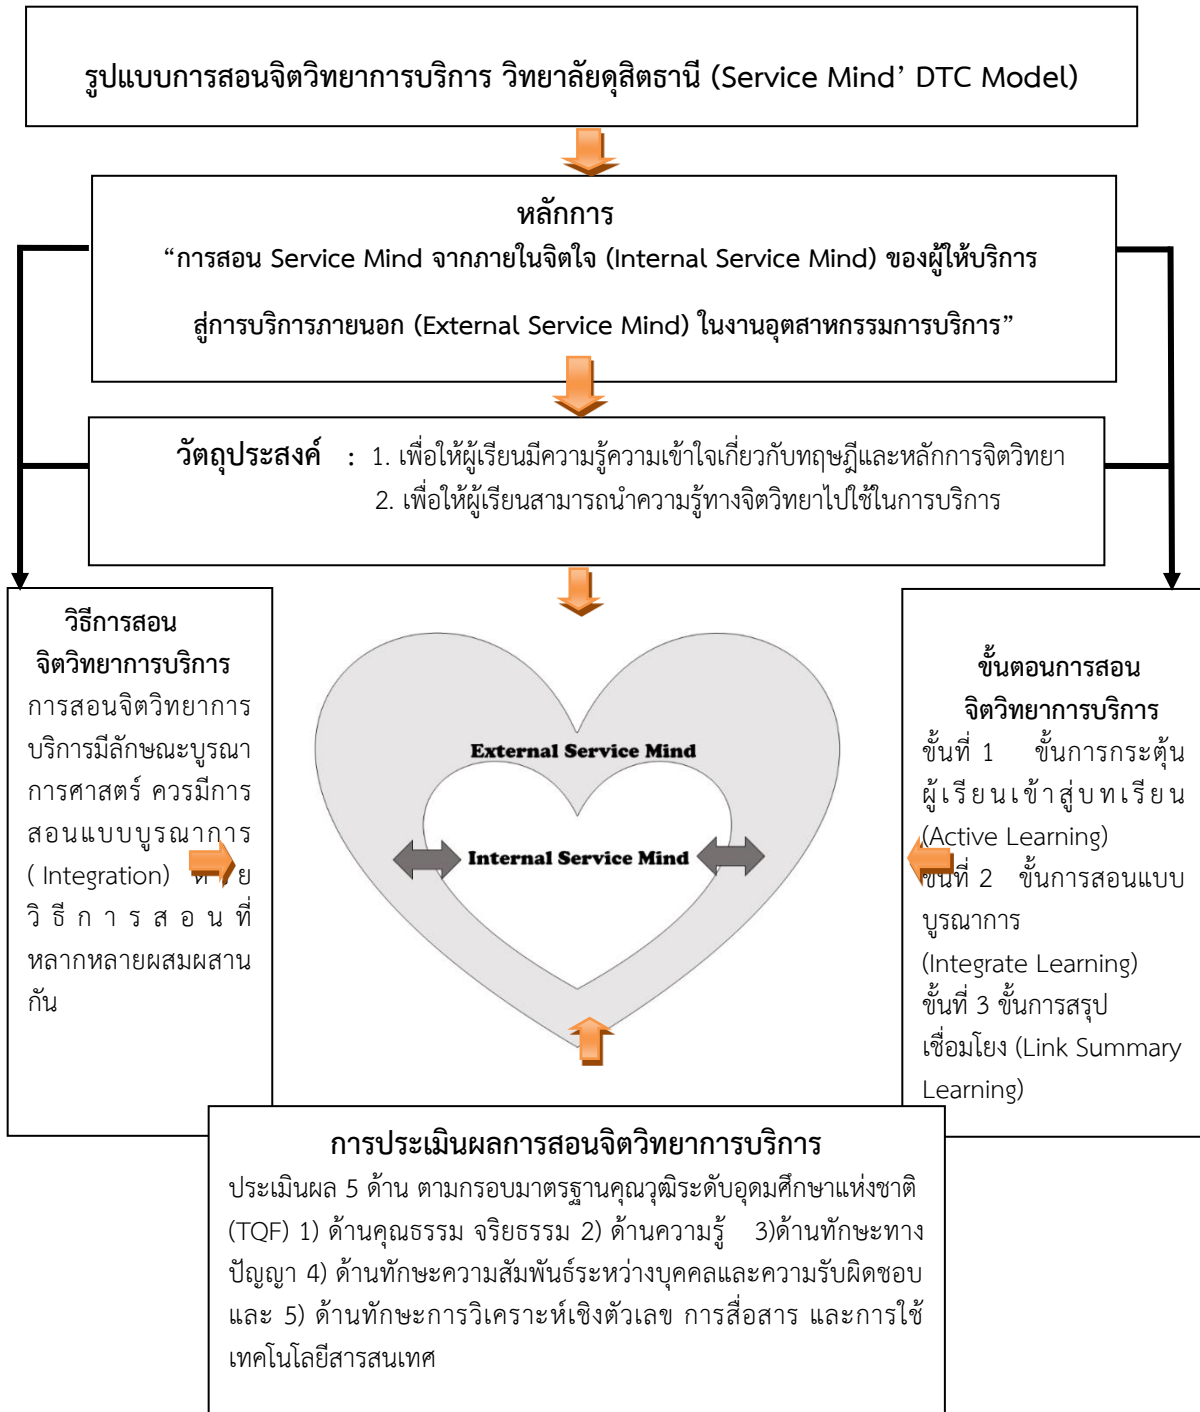 รูปแบบการสอนจิตวิทยาการบริการ วิทยาลัยดุสิตธานี (Service Mind’ DTC Model)
หลักการ
“การสอน Service Mind จากภายในจิตใจ (Internal Service Mind) ของผู้ให้บริการ
สู่การบริการภายนอก (External Service Mind) ในงานอุตสาหกรรมการบริการ”
วัตถุประสงค์ : 1. เพื่อให้ผู้เรียนมีความรู้ความเข้าใจเกี่ยวกับทฤษฎีและหลักการจิตวิทยา
2. เพื่อให้ผู้เรียนสามารถนำความรู้ทางจิตวิทยาไปใช้ในการบริการ
วิธีการสอน
จิตวิทยาการบริการ
การสอนจิตวิทยาการ
บริการมีลักษณะบูรณา
การศาสตร์ ควรมีการ
สอนแบบบูรณาการ
( Integration)
วิธีการสอนที่
หลากหลายผสมผสาน
กัน
External Service Mind
Internal Service Mind
ขั้นตอนการสอน
จิตวิทยาการบริการ
ขั้นที่ 1 ขั้นการกระตุ้น
ผู้เรียนเข้าสู่บทเรียน
(Active Learning)
ขั้นที่ 2 ขั้นการสอนแบบ
บูรณาการ
(Integrate Learning)
ขั้นที่ 3 ขั้นการสรุป
เชื่อมโยง (Link Summary
Learning)
การประเมินผลการสอนจิตวิทยาการบริการ
ประเมินผล 5 ด้าน ตามกรอบมาตรฐานคุณวุฒิระดับอุดมศึกษาแห่งชาติ
(TQF) 1) ด้านคุณธรรม จริยธรรม 2) ด้านความรู้ 3)ด้านทักษะทาง
ปัญญา 4) ด้านทักษะความสัมพันธ์ระหว่างบุคคลและความรับผิดชอบ
และ 5) ด้านทักษะการวิเคราะห์เชิงตัวเลข การสื่อสาร และการใช้
เทคโนโลยีสารสนเทศ